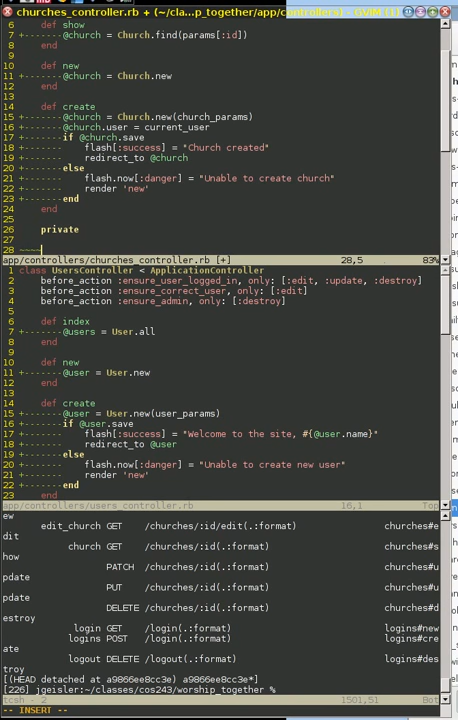 churches_controller.rb + (~/cla...p_together/app/controllers) - GVIM (1)
6 def show
7 +-------@church = Church.find(params[:id])
8 end
9
10 def new
11 +-------@church = Church.new
12 end
13
14 def create
15 +-------@church = Church.new(church_params)
16 +-------@church.user = current_user
17 +-------if @church.save
18 +-------    flash[:success] = "Church created"
19 +-------    redirect_to @church
20 +-------else
21 +-------    flash.now[:danger] = "Unable to create church"
22 +-------    render 'new'
23 +-------end
24 end
25
26 private
27
28 ~~~~
app/controllers/churches_controller.rb [+] 28,5 83%
1 class UsersController < ApplicationController
2 before_action :ensure_user_logged_in, only: [:edit, :update, :destroy]
3 before_action :ensure_correct_user, only: [:edit]
4 before_action :ensure_admin, only: [:destroy]
5
6 def index
7 +-------@users = User.all
8 end
9
10 def new
11 +-------@user = User.new
12 end
13
14 def create
15 +-------@user = User.new(user_params)
16 +-------if @user.save
17 +-------    flash[:success] = "Welcome to the site, #{@user.name}"
18 +-------    redirect_to @user
19 +-------else
20 +-------    flash.now[:danger] = "Unable to create new user"
21 +-------    render 'new'
22 +-------end
23 end
app/controllers/users_controller.rb 16,1 Top
ew
edit_church GET /churches/:id/edit(.:format) churches#e
dit
church GET /churches/:id(.:format) churches#s
how
PATCH /churches/:id(.:format) churches#u
pdate
PUT /churches/:id(.:format) churches#u
pdate
DELETE /churches/:id(.:format) churches#d
estroy
login GET /login(.:format) logins#new
logins POST /login(.:format) logins#cre
ate
logout DELETE /logout(.:format) logins#des
troy
[(HEAD detached at a9866ee8cc3e) a9866ee8cc3e*]
[226] jgeisler:~/classes/cos243/worship_together %
tcsh - 2 1501,51 Bot
-- INSERT --